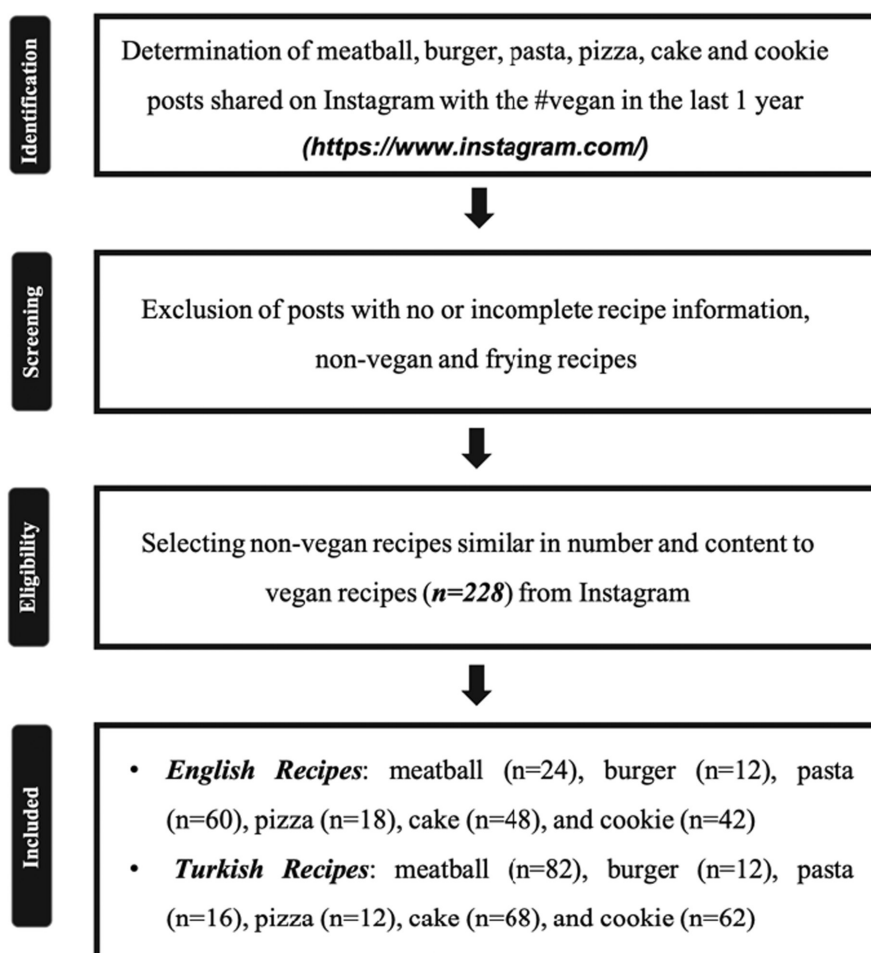 Identification
Determination of meatball, burger, pasta, pizza, cake and cookie
posts shared on Instagram with the #vegan in the last 1 year
(https://www.instagram.com/)
Screening
Exclusion of posts with no or incomplete recipe information,
non-vegan and frying recipes
Eligibility
Selecting non-vegan recipes similar in number and content to
vegan recipes (n=228) from Instagram
Included
• English Recipes: meatball (n=24), burger (n=12), pasta
(n=60), pizza (n=18), cake (n=48), and cookie (n=42)
• Turkish Recipes: meatball (n=82), burger (n=12), pasta
(n=16), pizza (n=12), cake (n=68), and cookie (n=62)